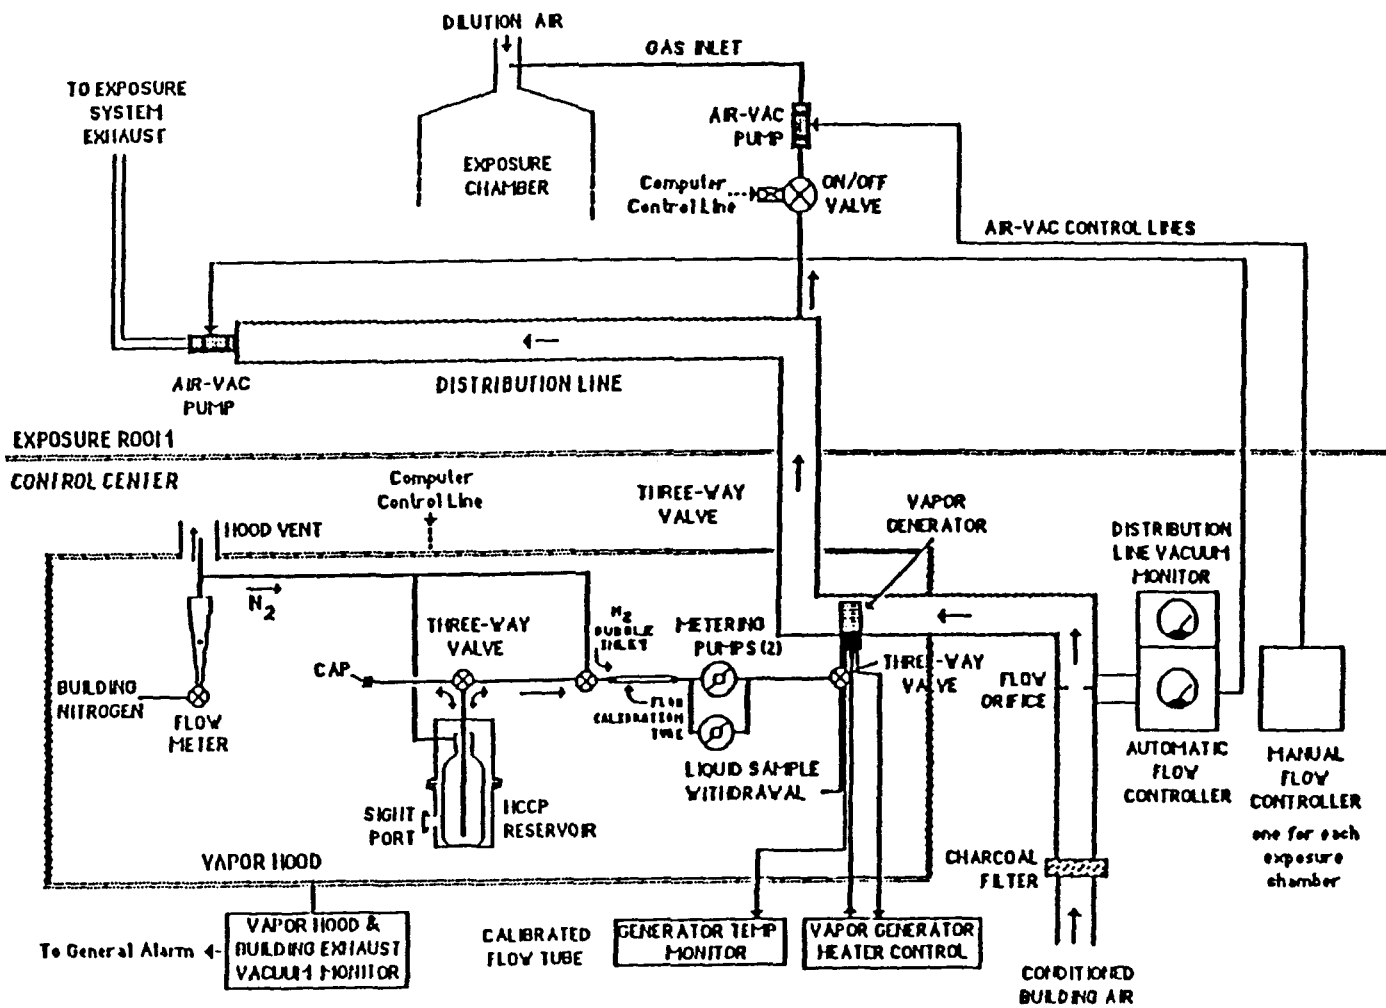 DILUTION AIR
GAS INLET
TO EXPOSURE
SYSTEM
EXHAUST
AIR-VAC
PUMP
EXPOSURE
CHAMBER
Computer
Control Line
ON/OFF
VALVE
AIR-VAC CONTROL LINES
AIR-VAC
PUMP
DISTRIBUTION LINE
EXPOSURE ROOM
CONTROL CENTER
Computer
Control Line
THREE-WAY
VALVE
VAPOR
GENERATOR
DISTRIBUTION
LINE VACUUM
MONITOR
HOOD VENT
N2
THREE-WAY
VALVE
N2
BUBBLE
INLET
METERING
PUMPS (2)
CAP
THREE-WAY
VALVE
BUILDING
NITROGEN
FLOW
METER
FLOW
CALIBRATION
TUBE
FLOW
ORIFICE
LIQUID SAMPLE
WITHDRAWAL
AUTOMATIC
FLOW
CONTROLLER
MANUAL
FLOW
CONTROLLER
one for each
exposure
chamber
SIGHT
PORT
HCCP
RESERVOIR
VAPOR HOOD
CHARCOAL
FILTER
To General Alarm
VAPOR HOOD &
BUILDING EXHAUST
VACUUM MONITOR
CALIBRATED
FLOW TUBE
GENERATOR TEMP
MONITOR
VAPOR GENERATOR
HEATER CONTROL
CONDITIONED
BUILDING AIR